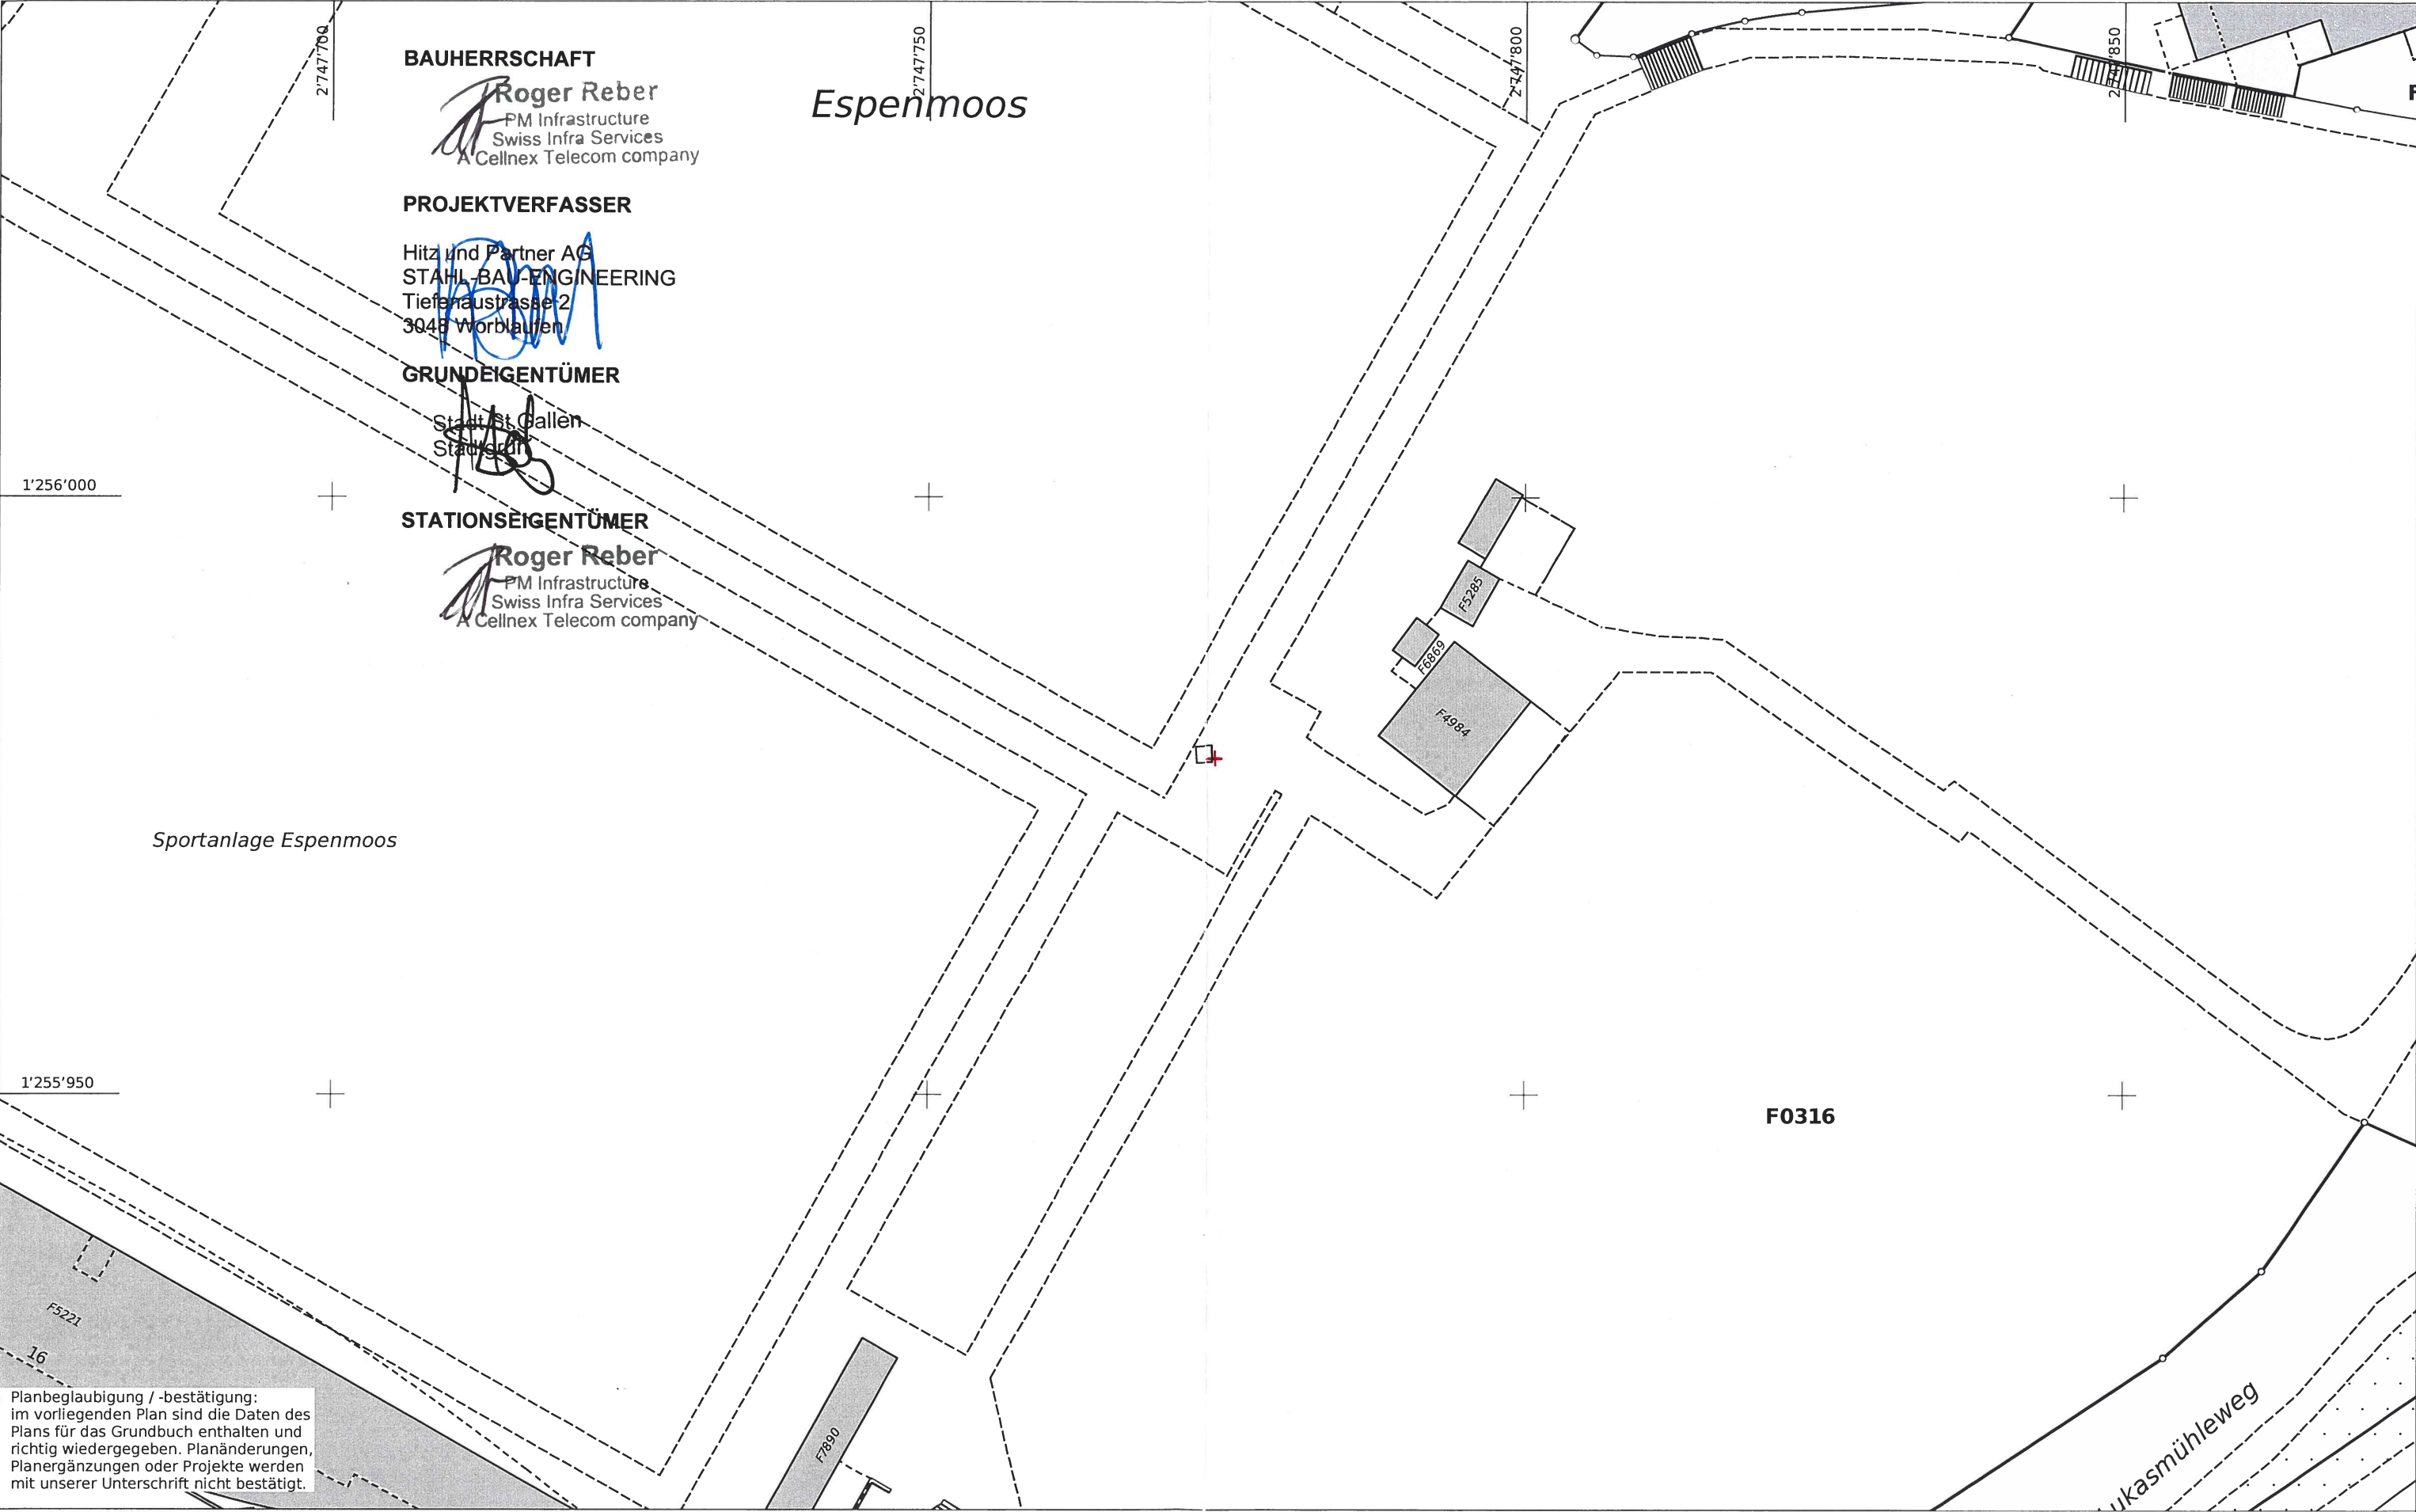 2'747'700
2'747'750
2'747'800
BAUHERRSCHAFT
Roger Reber
PM Infrastructure
Swiss Infra Services
A Cellnex Telecom company
Espenmoos
PROJEKTVERFASSER
Hitz und Partner AG
STAHL-BAU-ENGINEERING
Tiefenaustrasse 2
3048 Worblaufen
GRUNDEIGENTÜMER
Stadt St.Gallen
Stadtgrün
1'256'000
STATIONSEIGENTÜMER
Roger Reber
PM Infrastructure
Swiss Infra Services
A Cellnex Telecom company
F5285
F6869
F4984
Sportanlage Espenmoos
1'255'950
F0316
F5221
16
F7890
Planbeglaubigung / -bestätigung:
im vorliegenden Plan sind die Daten des
Plans für das Grundbuch enthalten und
richtig wiedergegeben. Planänderungen,
Planergänzungen oder Projekte werden
mit unserer Unterschrift nicht bestätigt.
ukasmühleweg